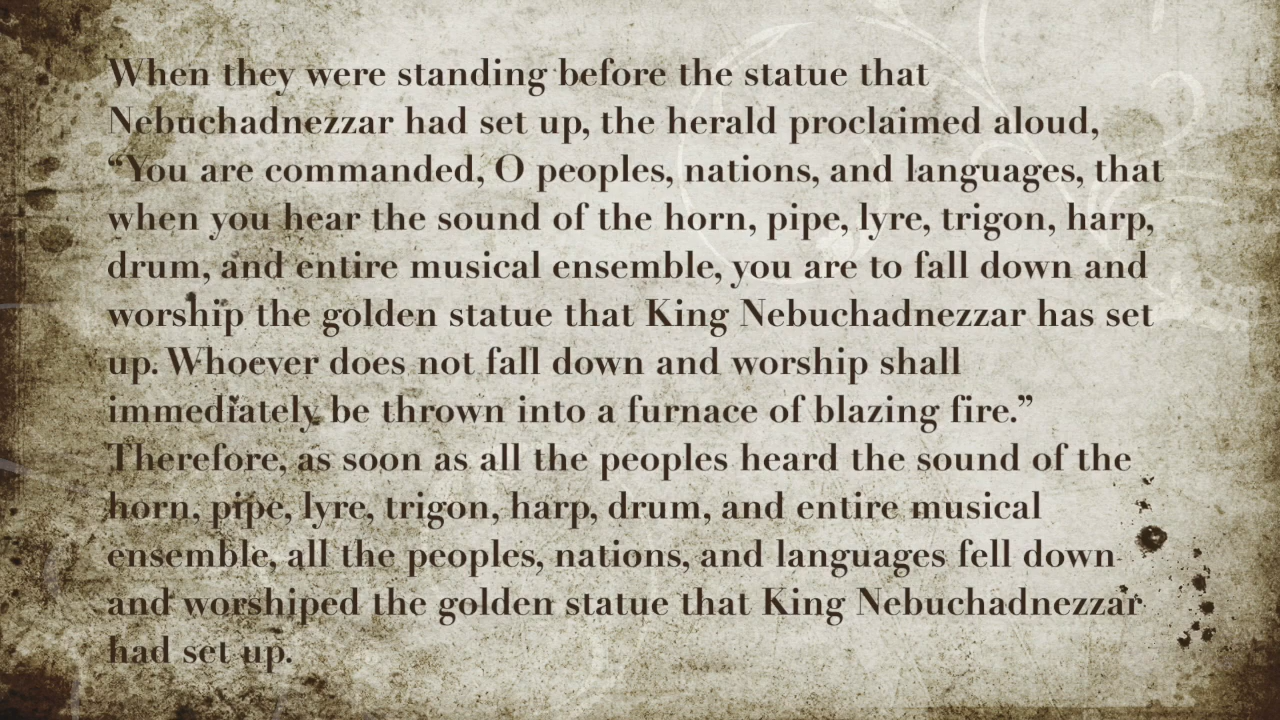 When they were standing before the statue that
Nebuchadnezzar had set up, the herald proclaimed aloud,
“You are commanded, O peoples, nations, and languages, that
when you hear the sound of the horn, pipe, lyre, trigon, harp,
drum, and entire musical ensemble, you are to fall down and
worship the golden statue that King Nebuchadnezzar has set
up. Whoever does not fall down and worship shall
immediately be thrown into a furnace of blazing fire.”
Therefore, as soon as all the peoples heard the sound of the
horn, pipe, lyre, trigon, harp, drum, and entire musical
ensemble, all the peoples, nations, and languages fell down
and worshiped the golden statue that King Nebuchadnezzar
had set up.